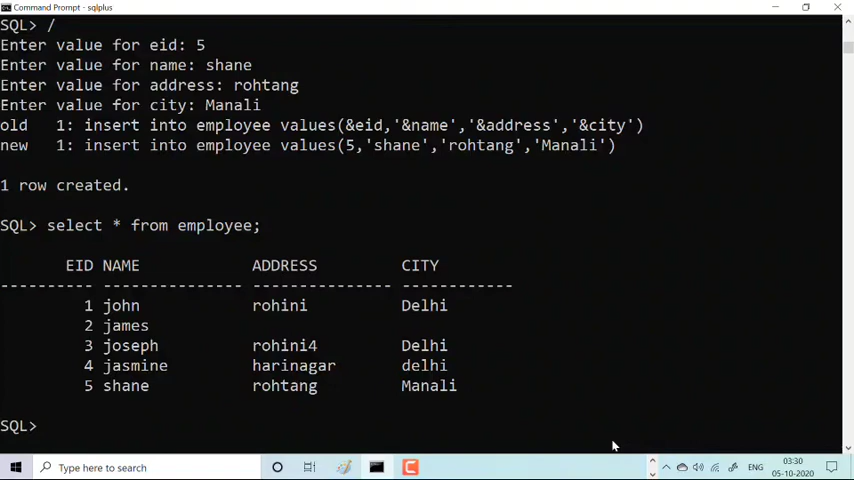 Command Prompt - sqlplus
SQL> /
Enter value for eid: 5
Enter value for name: shane
Enter value for address: rohtang
Enter value for city: Manali
old   1: insert into employee values(&eid,'&name','&address','&city')
new   1: insert into employee values(5,'shane','rohtang','Manali')
1 row created.
SQL> select * from employee;
EID NAME ADDRESS CITY
---------- --------------- --------------- ------------
1 john rohini Delhi
2 james
3 joseph rohini4 Delhi
4 jasmine harinagar delhi
5 shane rohtang Manali
SQL>
Type here to search
ENG
03:30
05-10-2020